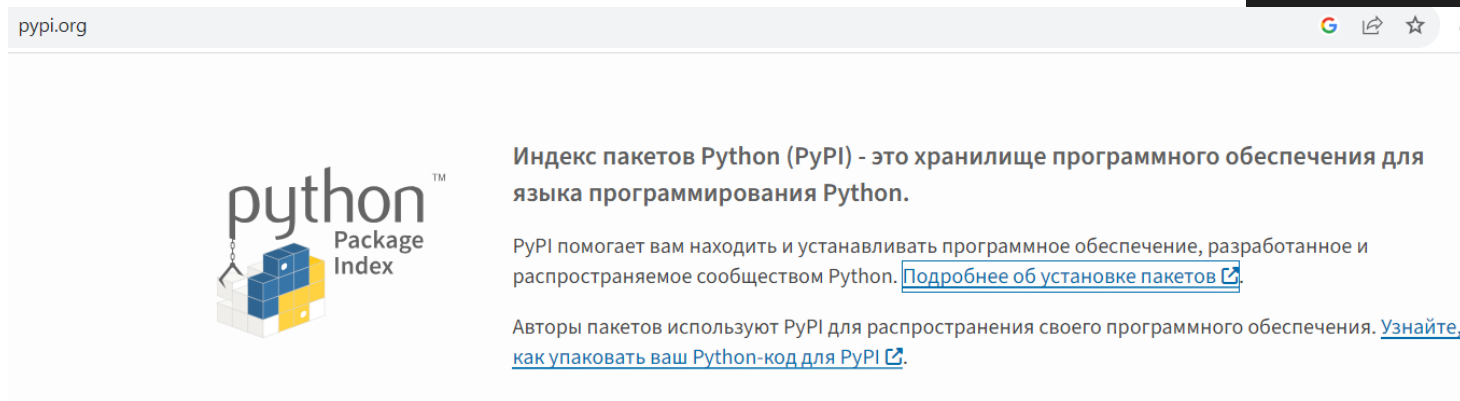 pypi.org
python™
Package
Index
Индекс пакетов Python (PyPI) - это хранилище программного обеспечения для
языка программирования Python.
PyPI помогает вам находить и устанавливать программное обеспечение, разработанное и
распространяемое сообществом Python. Подробнее об установке пакетов.
Авторы пакетов используют PyPI для распространения своего программного обеспечения. Узнайте,
как упаковать ваш Python-код для PyPI.